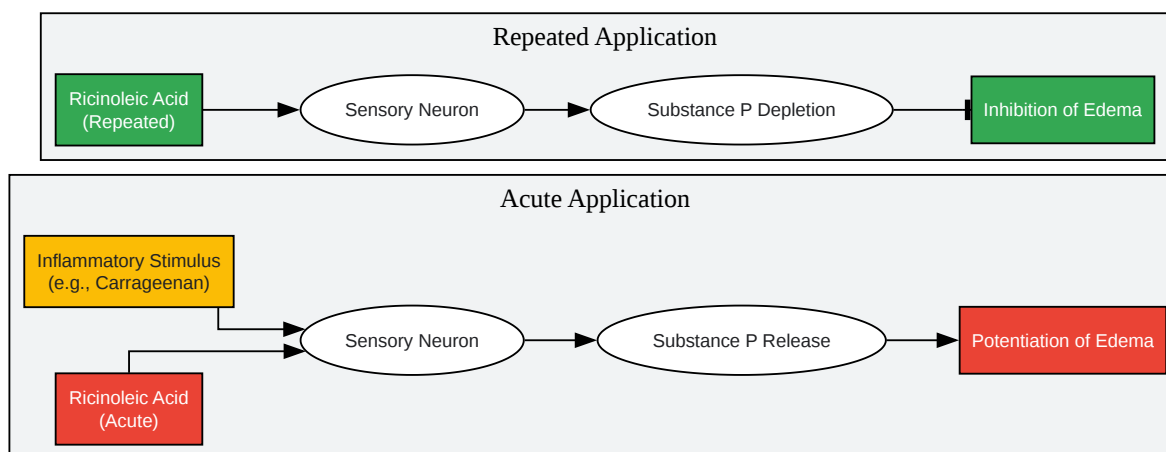 Repeated Application
Ricinoleic Acid
(Repeated)
Sensory Neuron
Substance P Depletion
Inhibition of Edema
Acute Application
Inflammatory Stimulus
(e.g., Carrageenan)
Ricinoleic Acid
(Acute)
Sensory Neuron
Substance P Release
Potentiation of Edema